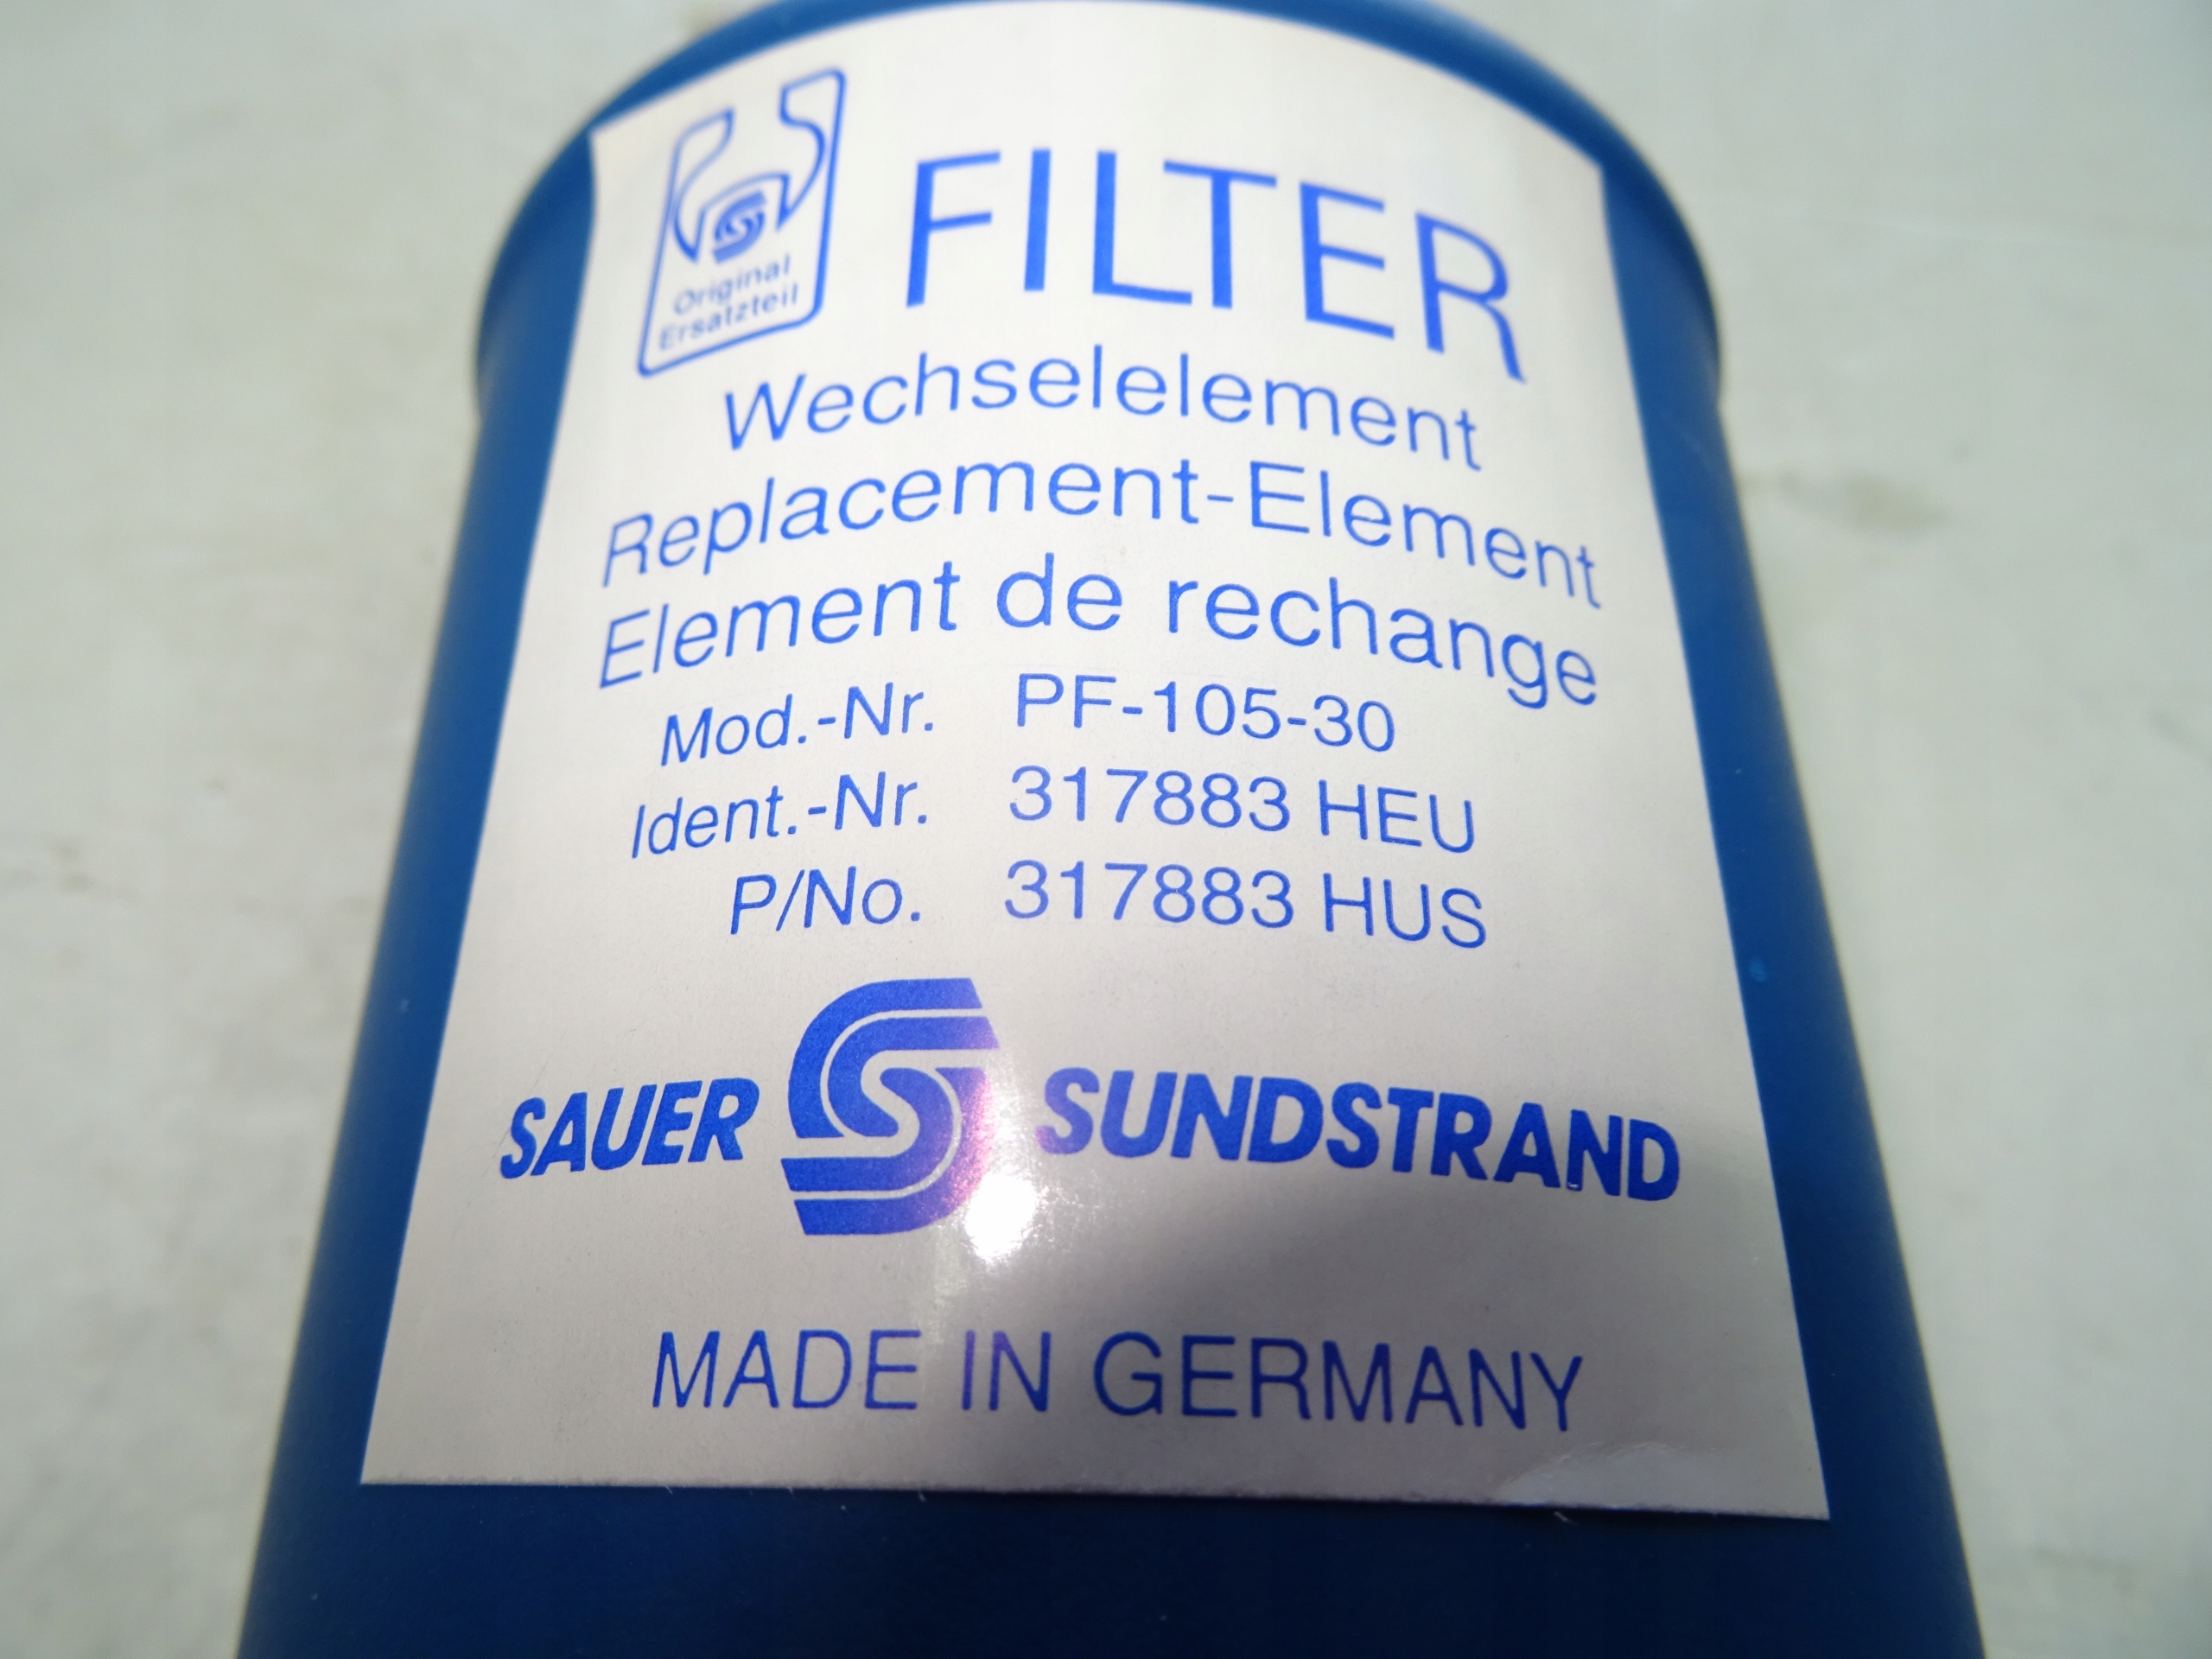 Original
Ersatzteil
FILTER
Wechselelement
Replacement-Element
Element de rechange
Mod.-Nr. PF-105-30
Ident.-Nr. 317883 HEU
P/No. 317883 HUS
SAUER SUNDSTRAND
MADE IN GERMANY